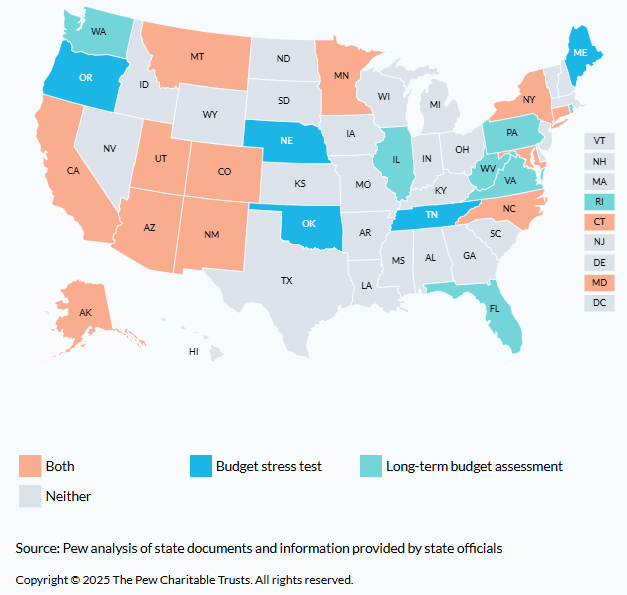 WA
MT
ND
MN
ME
OR
ID
SD
WI
MI
NY
WY
IA
NE
PA
NV
UT
CO
IL
IN
OH
VT
NH
MA
RI
CT
NJ
DE
MD
DC
CA
KS
MO
KY
WV
VA
AZ
NM
OK
AR
TN
NC
SC
TX
LA
MS
AL
GA
FL
AK
HI
Both
Budget stress test
Long-term budget assessment
Neither
Source: Pew analysis of state documents and information provided by state officials
Copyright © 2025 The Pew Charitable Trusts. All rights reserved.